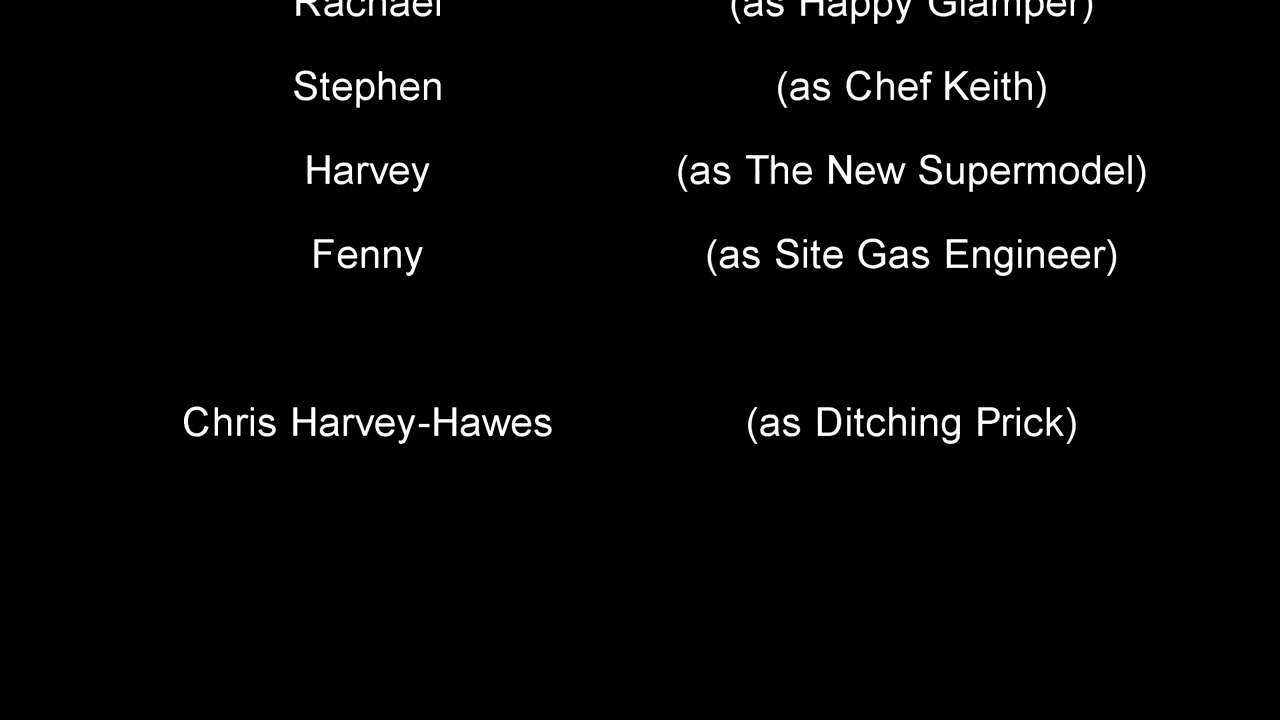 Rachael (as Happy Glamper)
Stephen (as Chef Keith)
Harvey (as The New Supermodel)
Fenny (as Site Gas Engineer)
Chris Harvey-Hawes (as Ditching Prick)